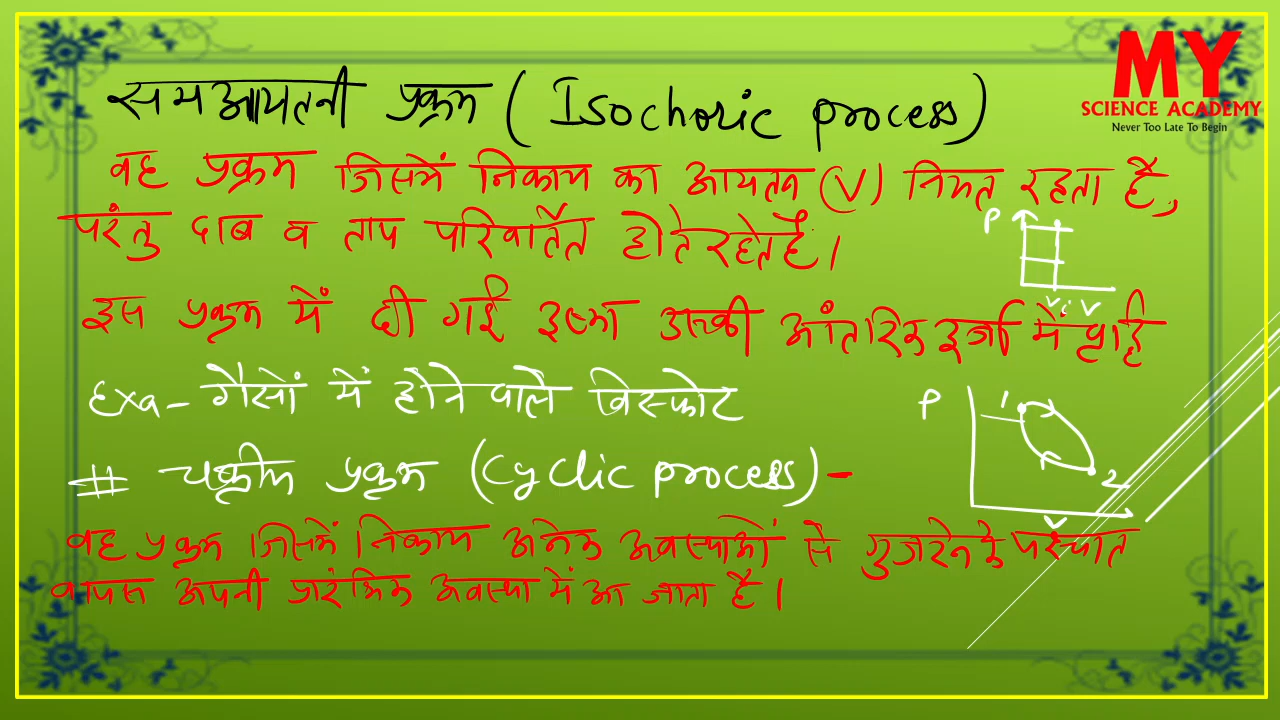 MY
SCIENCE ACADEMY
Never Too Late To Begin
समआयतनी प्रक्रम (Isochoric process)
वह प्रक्रम जिसमें निकाय का आयतन (V) नियत रहता है,
परंतु दाब व ताप परिवर्तित होते रहते हैं।
P
V
इस प्रक्रम में दी गई ऊष्मा उसकी आंतरिक ऊर्जा में वृद्धि
Exa- गैसों में होने वाले विस्फोट
P
1
2
V
# चक्रीय प्रक्रम (Cyclic process)-
वह प्रक्रम जिसमें निकाय अनेक अवस्थाओं से गुजरने के पश्चात
वापस अपनी प्रारंभिक अवस्था में आ जाता है।